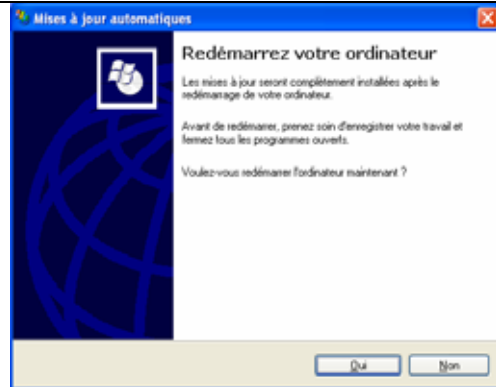 Mises à jour automatiques
Redémarrez votre ordinateur
Les mises à jour seront complètement installées après le
redémarrage de votre ordinateur.
Avant de redémarrer, prenez soin d'enregistrer votre travail et
fermez tous les programmes ouverts.
Voulez-vous redémarrer l'ordinateur maintenant ?
Oui
Non